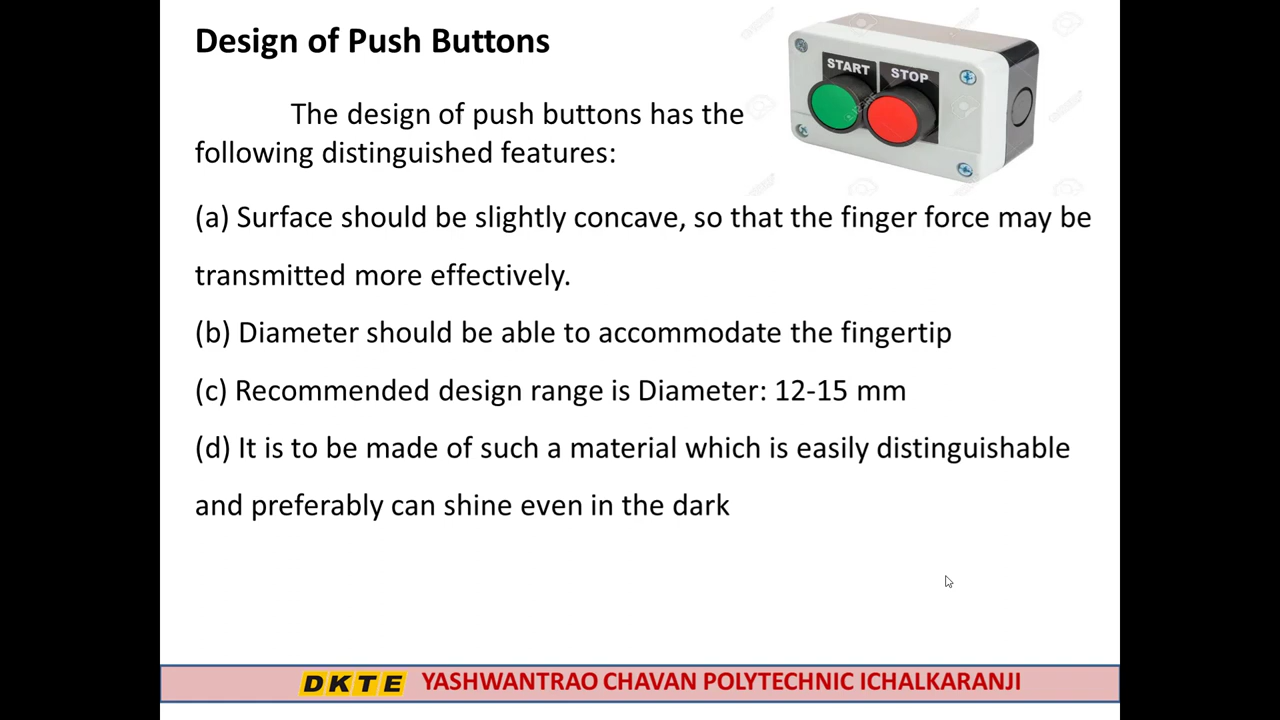 Design of Push Buttons
START
STOP
The design of push buttons has the
following distinguished features:
(a) Surface should be slightly concave, so that the finger force may be
transmitted more effectively.
(b) Diameter should be able to accommodate the fingertip
(c) Recommended design range is Diameter: 12-15 mm
(d) It is to be made of such a material which is easily distinguishable
and preferably can shine even in the dark
DKTE YASHWANTRAO CHAVAN POLYTECHNIC ICHALKARANJI